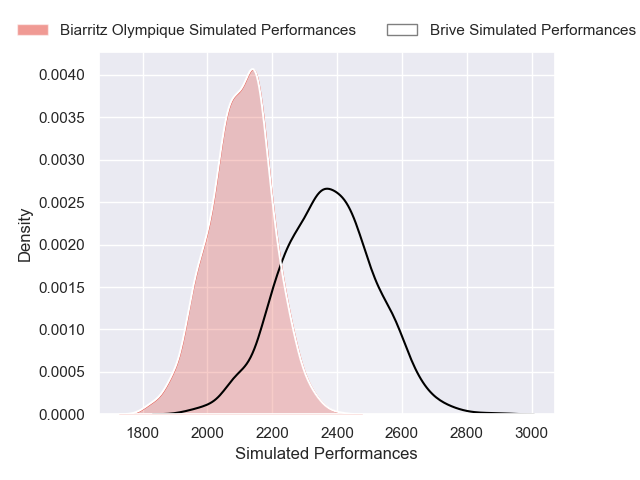 Biarritz Olympique Simulated Performances
Brive Simulated Performances
0.0040
0.0035
0.0030
0.0025
0.0020
0.0015
0.0010
0.0005
0.0000
Density
1800 2000 2200 2400 2600 2800 3000
Simulated Performances